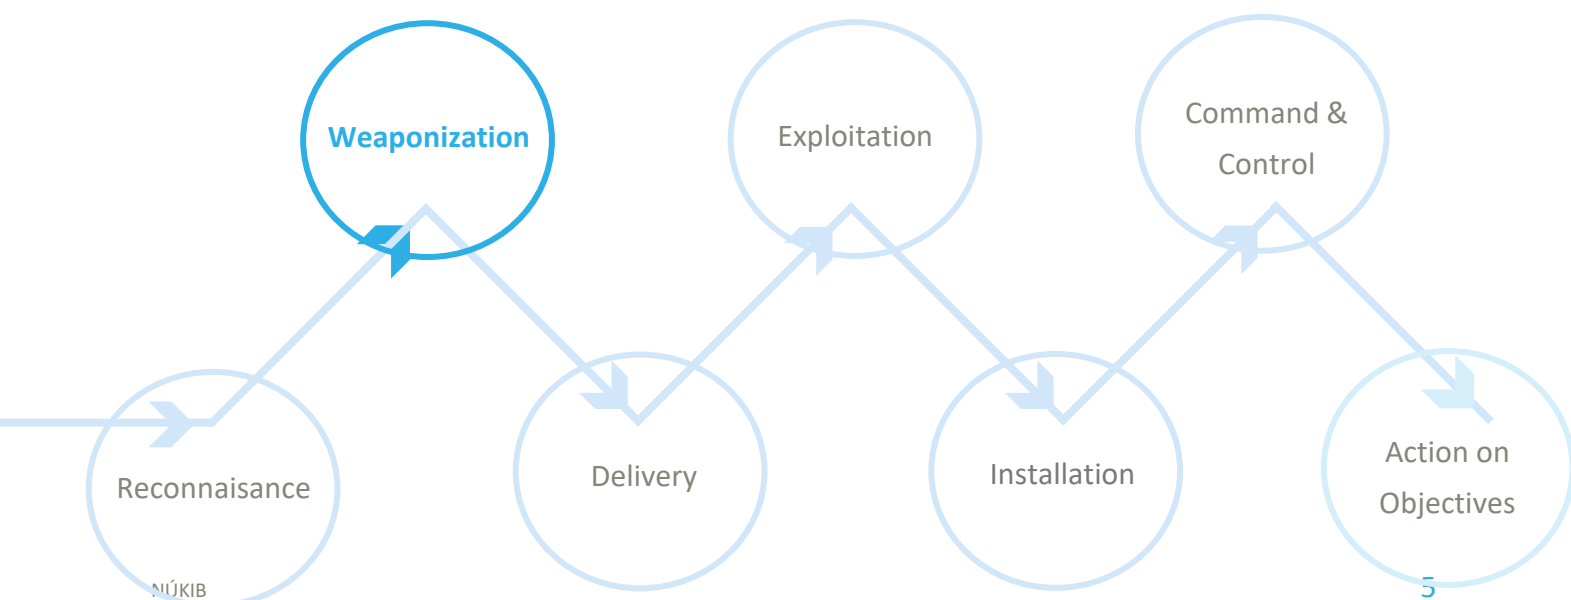 Reconnaisance
Weaponization
Delivery
Exploitation
Installation
Command &
Control
Action on
Objectives
NÚKIB
5